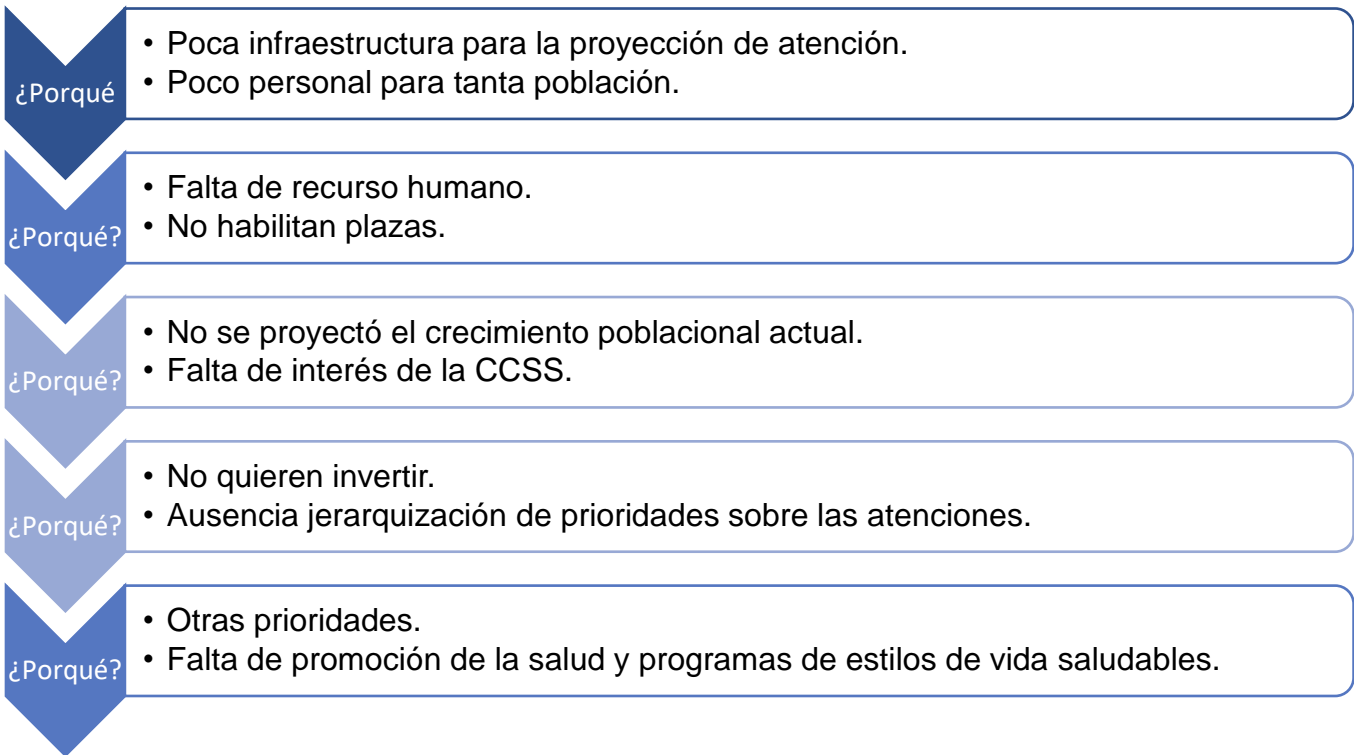 ¿Porqué
• Poca infraestructura para la proyección de atención.
• Poco personal para tanta población.
¿Porqué?
• Falta de recurso humano.
• No habilitan plazas.
¿Porqué?
• No se proyectó el crecimiento poblacional actual.
• Falta de interés de la CCSS.
¿Porqué?
• No quieren invertir.
• Ausencia jerarquización de prioridades sobre las atenciones.
¿Porqué?
• Otras prioridades.
• Falta de promoción de la salud y programas de estilos de vida saludables.